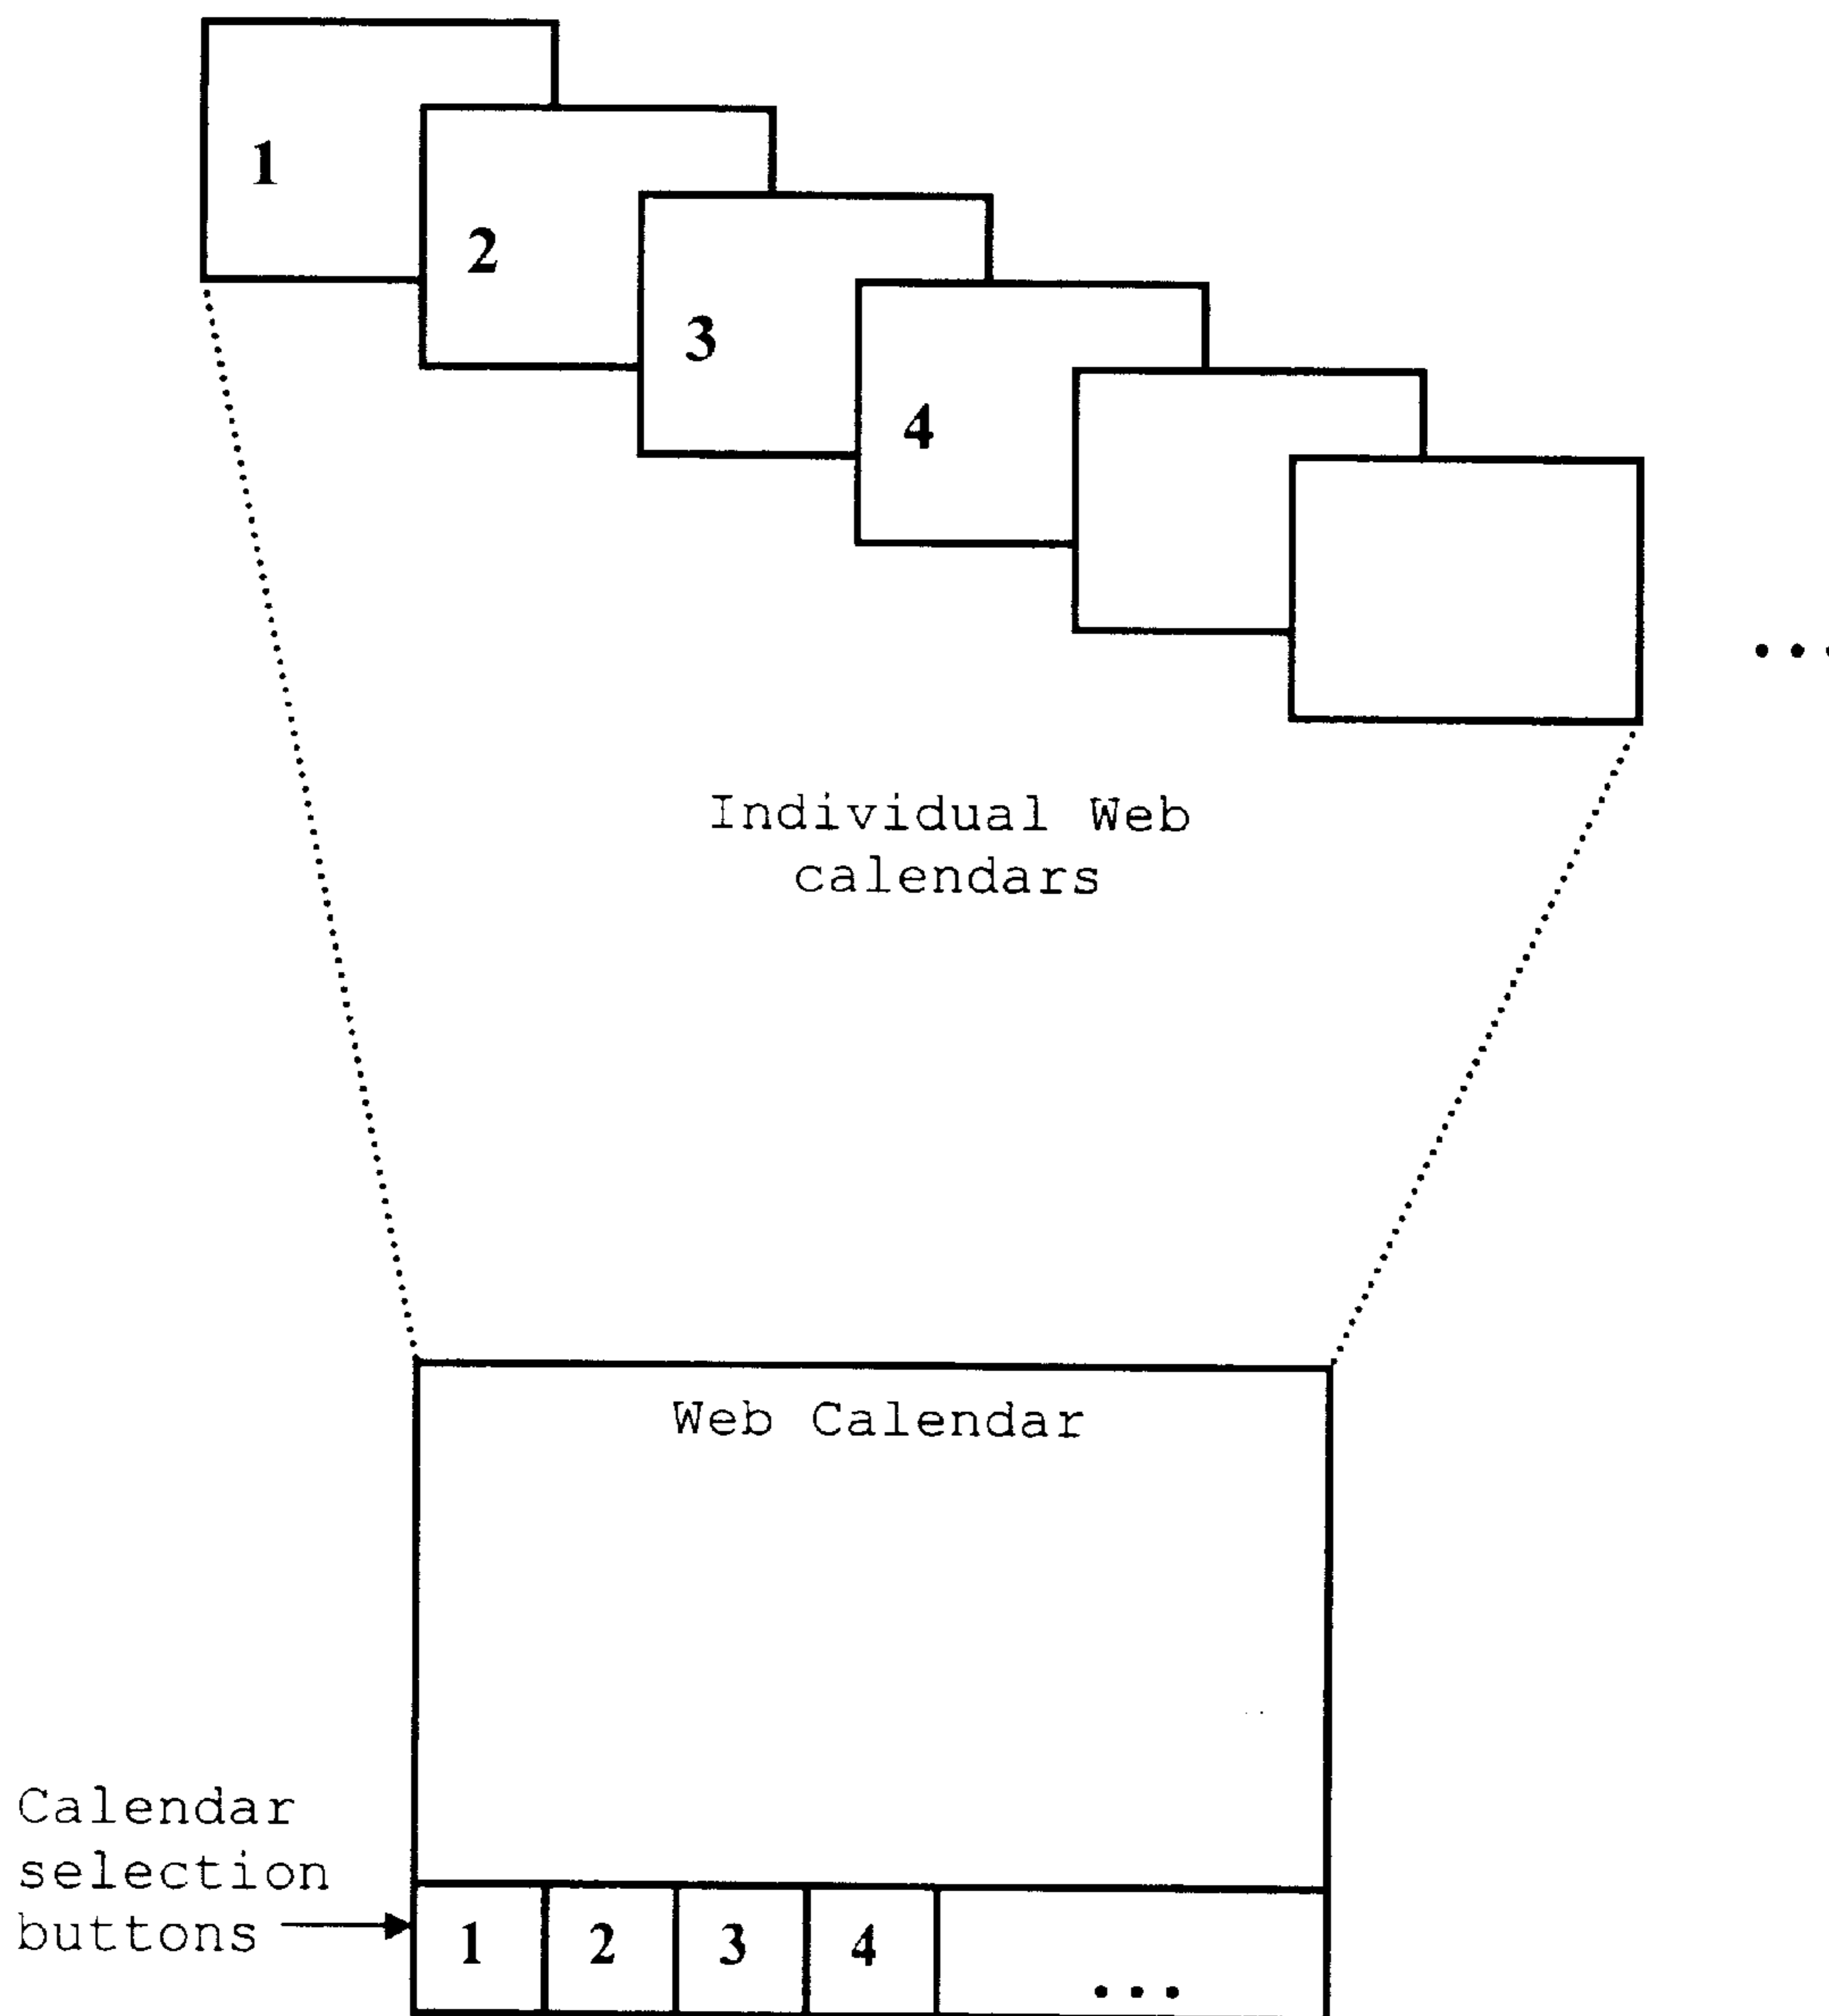 1
2
3
4
...
Individual Web
calendars
Web Calendar
Calendar
selection
buttons
1 2 3 4 ...